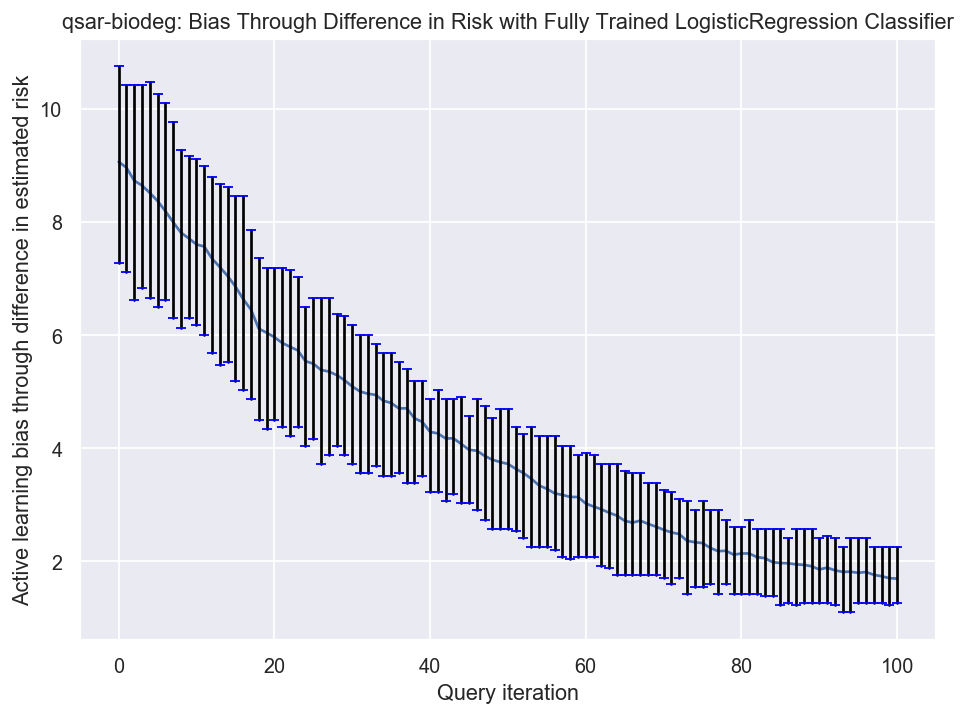 qsar-biodeg: Bias Through Difference in Risk with Fully Trained LogisticRegression Classifier
Active learning bias through difference in estimated risk
10
8
6
4
2
0 20 40 60 80 100
Query iteration